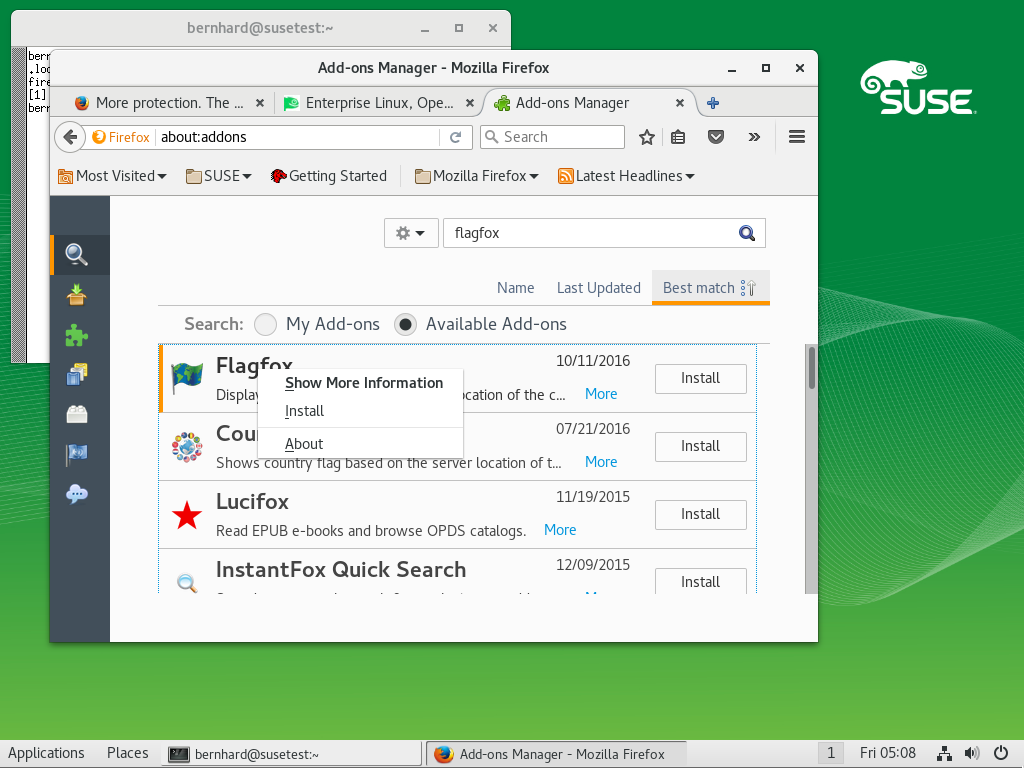 bernhard@susetest:~
bern
.loc
fire
[1]
bern
Add-ons Manager - Mozilla Firefox
More protection. The ...
Enterprise Linux, Ope...
Add-ons Manager
Firefox
about:addons
Search
Most Visited
SUSE
Getting Started
Mozilla Firefox
Latest Headlines
SUSE
flagfox
Name
Last Updated
Best match
Search:
My Add-ons
Available Add-ons
Flagfox
10/11/2016
Install
Display
ocation of the c...
More
Show More Information
Install
About
Cou
07/21/2016
Install
Shows country flag based on the server location of t...
More
Lucifox
11/19/2015
Install
Read EPUB e-books and browse OPDS catalogs.
More
InstantFox Quick Search
12/09/2015
Install
Applications
Places
bernhard@susetest:~
Add-ons Manager - Mozilla Firefox
1
Fri 05:08